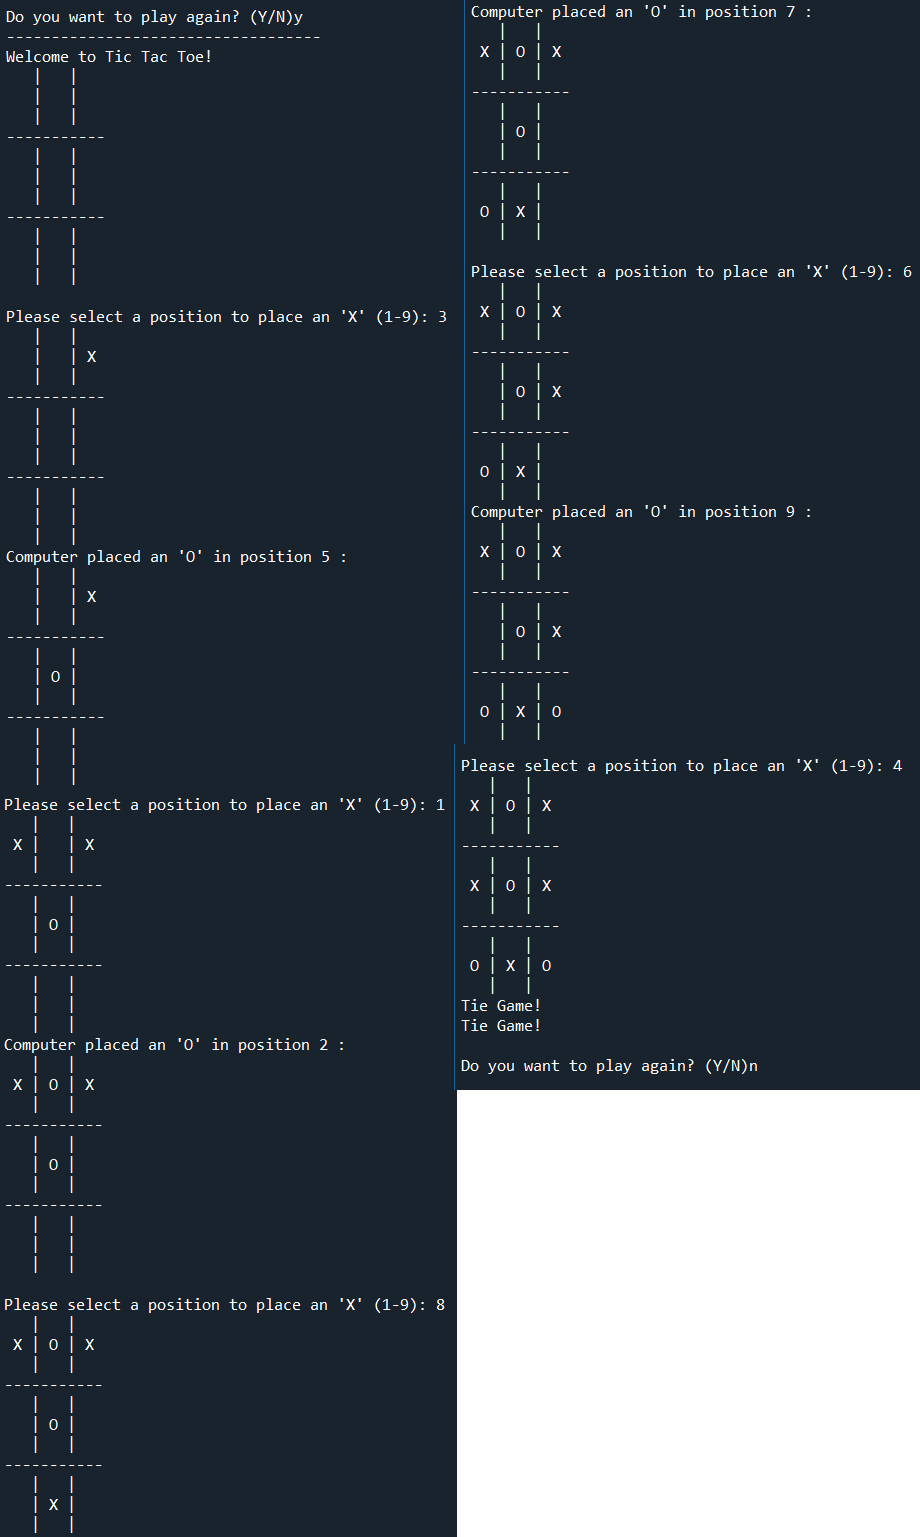 Do you want to play again? (Y/N)y
-----------------------------------
Welcome to Tic Tac Toe!
   |   |
   |   |
   |   |
-----------
   |   |
   |   |
   |   |
-----------
   |   |
   |   |
   |   |

Please select a position to place an 'X' (1-9): 3
   |   |
   |   | X
   |   |
-----------
   |   |
   |   |
   |   |
-----------
   |   |
   |   |
   |   |
Computer placed an 'O' in position 5 :
   |   |
   |   | X
   |   |
-----------
   |   |
   | O |
   |   |
-----------
   |   |
   |   |
   |   |
Please select a position to place an 'X' (1-9): 1
   |   |
 X |   | X
   |   |
-----------
   |   |
   | O |
   |   |
-----------
   |   |
   |   |
   |   |
Computer placed an 'O' in position 2 :
   |   |
 X | O | X
   |   |
-----------
   |   |
   | O |
   |   |
-----------
   |   |
   |   |
   |   |

Please select a position to place an 'X' (1-9): 8
   |   |
 X | O | X
   |   |
-----------
   |   |
   | O |
   |   |
-----------
   |   |
   | X |
   |   |
Computer placed an 'O' in position 7 :
   |   |
 X | O | X
   |   |
-----------
   |   |
   | O |
   |   |
-----------
   |   |
 O | X |
   |   |

Please select a position to place an 'X' (1-9): 6
   |   |
 X | O | X
   |   |
-----------
   |   |
   | O | X
   |   |
-----------
   |   |
 O | X |
   |   |
Computer placed an 'O' in position 9 :
   |   |
 X | O | X
   |   |
-----------
   |   |
   | O | X
   |   |
-----------
   |   |
 O | X | O
   |   |
Please select a position to place an 'X' (1-9): 4
   |   |
 X | O | X
   |   |
-----------
   |   |
 X | O | X
   |   |
-----------
   |   |
 O | X | O
   |   |
Tie Game!
Tie Game!

Do you want to play again? (Y/N)n